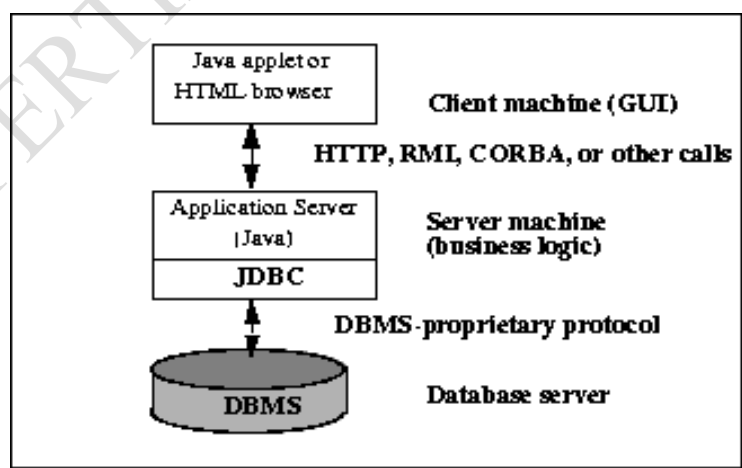 Java applet or
HTML browser
Client machine (GUI)
HTTP, RMI, CORBA, or other calls
Application Server
(Java)
JDBC
Server machine
(business logic)
DBMS-proprietary protocol
DBMS
Database server